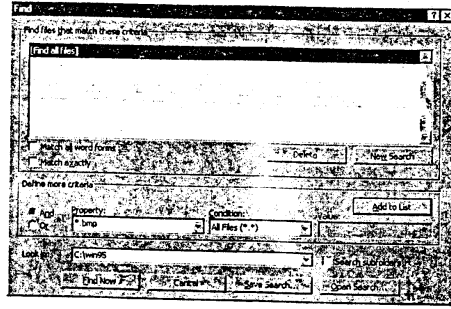 Find
Find files that match these criteria
[Find all files]
Match all word forms
Match exactly
Delete
New Search
Define more criteria
And
Or
Property:
*.bmp
Condition:
All Files (*.*)
Value:
Add to List
Look in:
C:\win95
Search subfolders
Find Now
Cancel
Save Search...
Open Search...